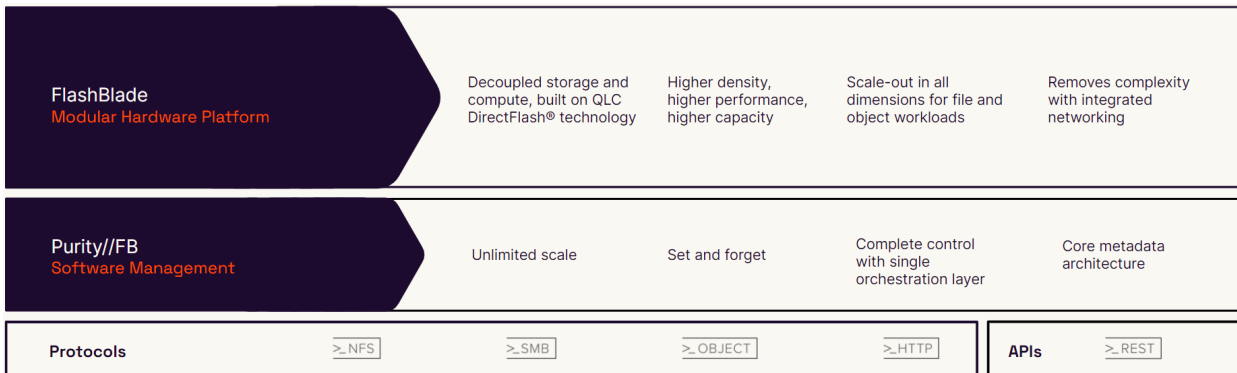 FlashBlade
Modular Hardware Platform
Decoupled storage and
compute, built on QLC
DirectFlash® technology
Higher density,
higher performance,
higher capacity
Scale-out in all
dimensions for file and
object workloads
Removes complexity
with integrated
networking
Purity//FB
Software Management
Unlimited scale
Set and forget
Complete control
with single
orchestration layer
Core metadata
architecture
Protocols
>_NFS
>_SMB
>_OBJECT
>_HTTP
APIs
>_REST